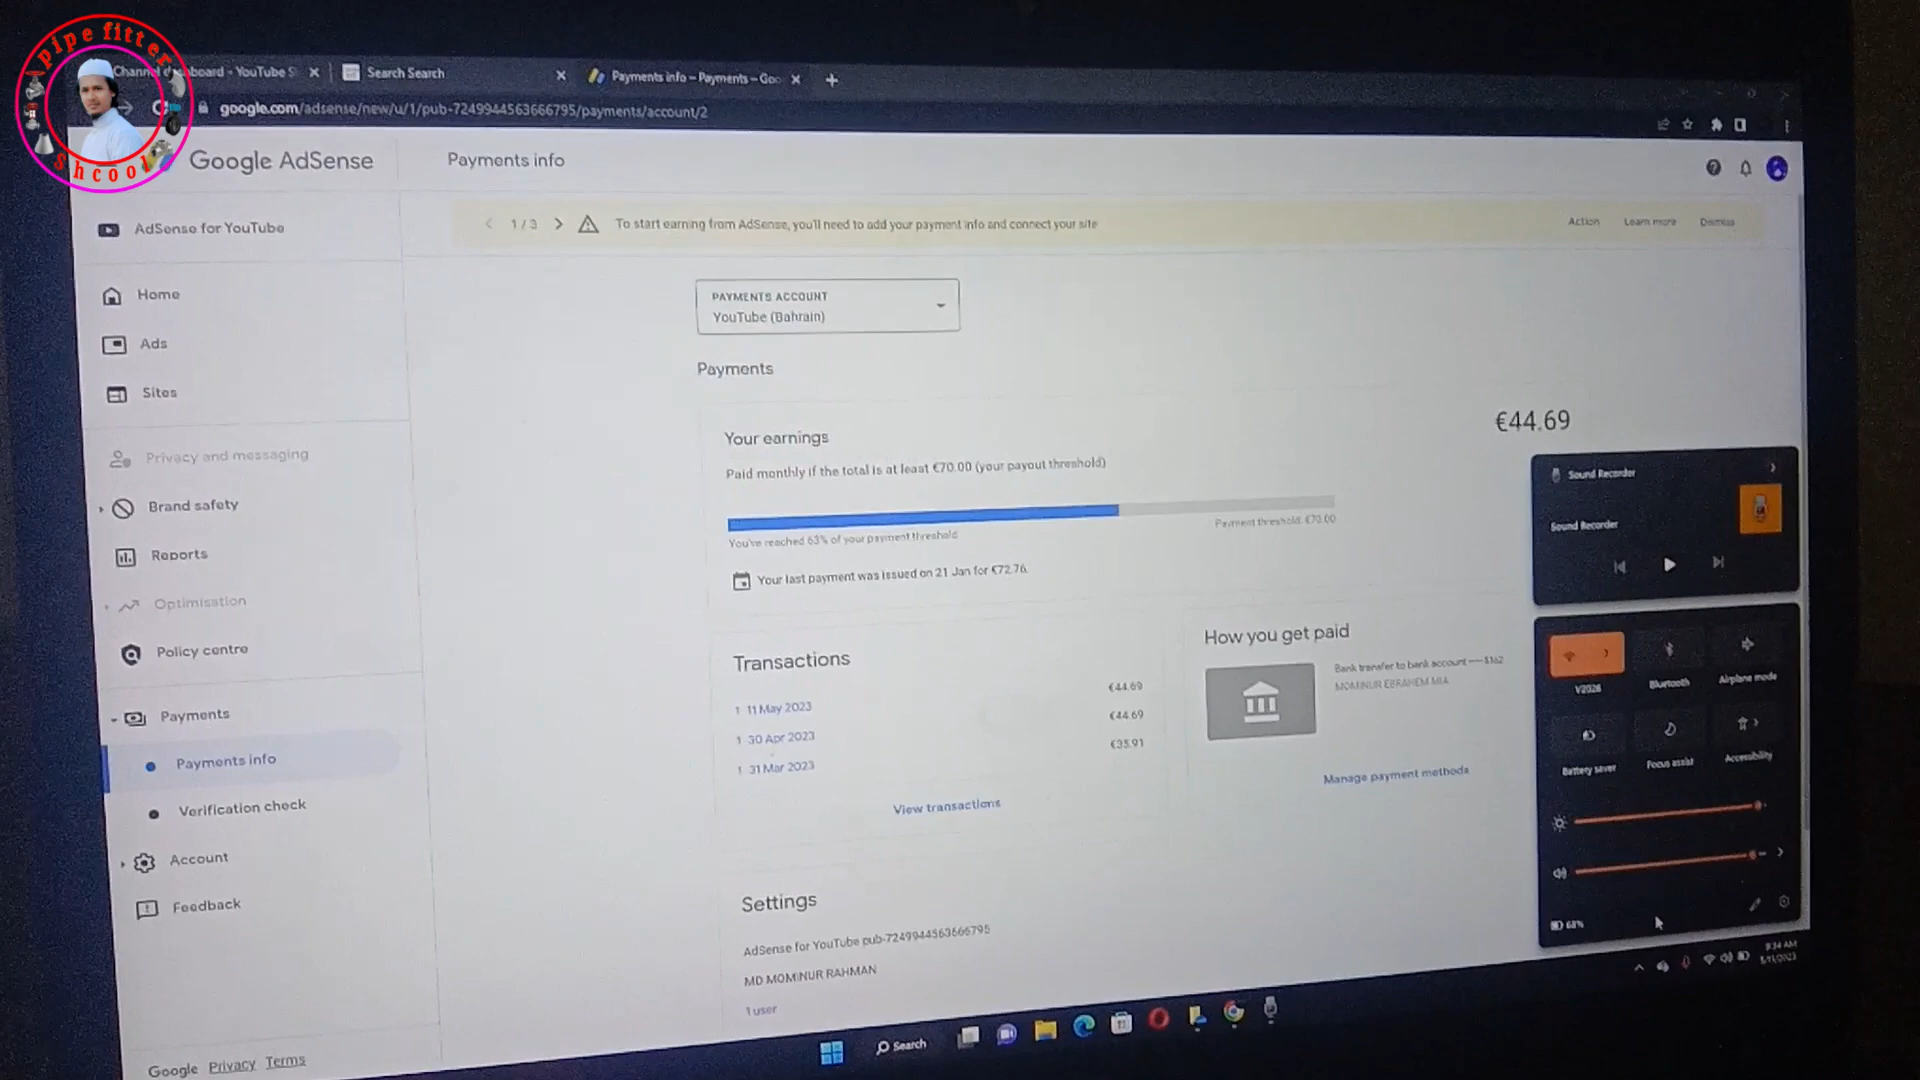 pipe fitter
Shcool
Channel dashboard - YouTube S
Search Search
Payments info – Payments – Goo
google.com/adsense/new/u/1/pub-7249944563666795/payments/account/2
Google AdSense
Payments info
AdSense for YouTube
1 / 3
To start earning from AdSense, you'll need to add your payment info and connect your site
Action
Learn more
Dismiss
Home
Ads
Sites
Privacy and messaging
Brand safety
Reports
Optimisation
Policy centre
Payments
Payments info
Verification check
Account
Feedback
Google Privacy Terms
PAYMENTS ACCOUNT
YouTube (Bahrain)
Payments
Your earnings
€44.69
Paid monthly if the total is at least €70.00 (your payout threshold)
Payment threshold: €70.00
You've reached 63% of your payment threshold
Your last payment was issued on 21 Jan for €72.76.
Transactions
1 11 May 2023 €44.69
1 30 Apr 2023 €44.69
1 31 Mar 2023 €35.91
View transactions
How you get paid
Bank transfer to bank account
MOMINUR EBRAHEM MIA
Manage payment methods
Settings
AdSense for YouTube pub-7249944563666795
MD MOMINUR RAHMAN
1 user
Sound Recorder
Sound Recorder
V2026
Bluetooth
Airplane mode
Battery saver
Focus assist
Accessibility
68%
Search
9:34 AM
5/11/2023